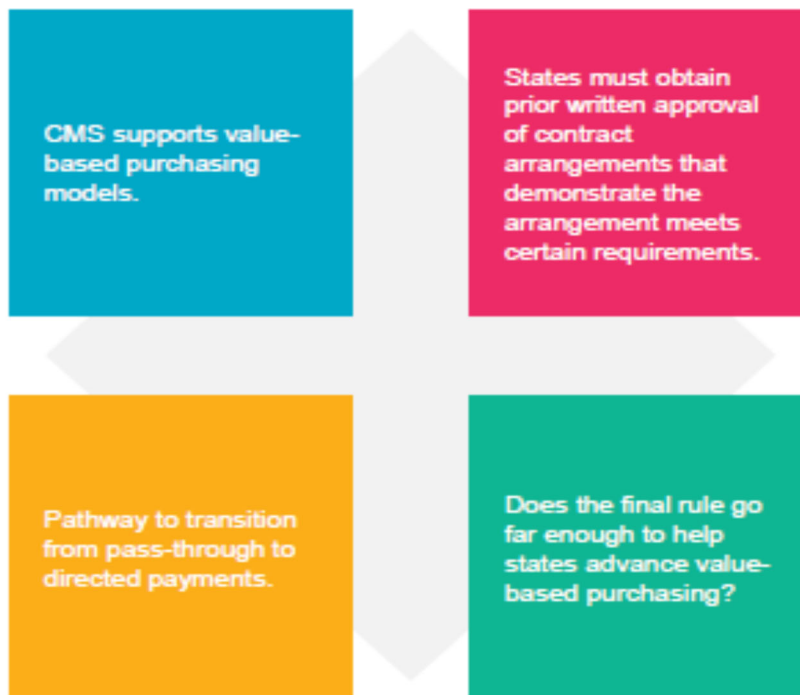 CMS supports value-
based purchasing
models.
States must obtain
prior written approval
of contract
arrangements that
demonstrate the
arrangement meets
certain requirements.
Pathway to transition
from pass-through to
directed payments.
Does the final rule go
far enough to help
states advance value-
based purchasing?